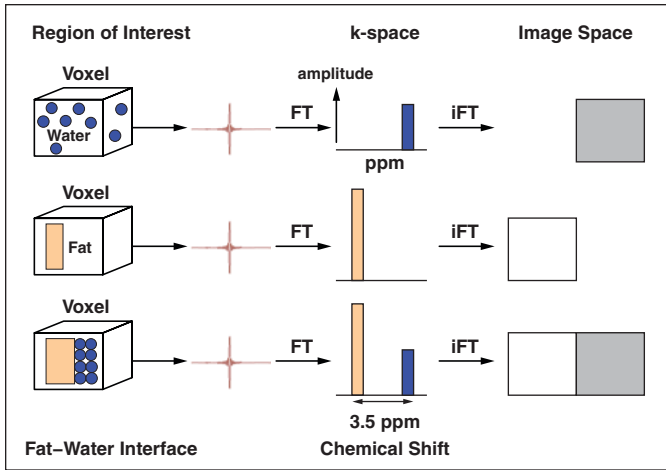 Region of Interest
k-space
Image Space
Voxel
amplitude
Water
FT
iFT
ppm
Voxel
Fat
FT
iFT
Voxel
FT
iFT
3.5 ppm
Fat–Water Interface
Chemical Shift